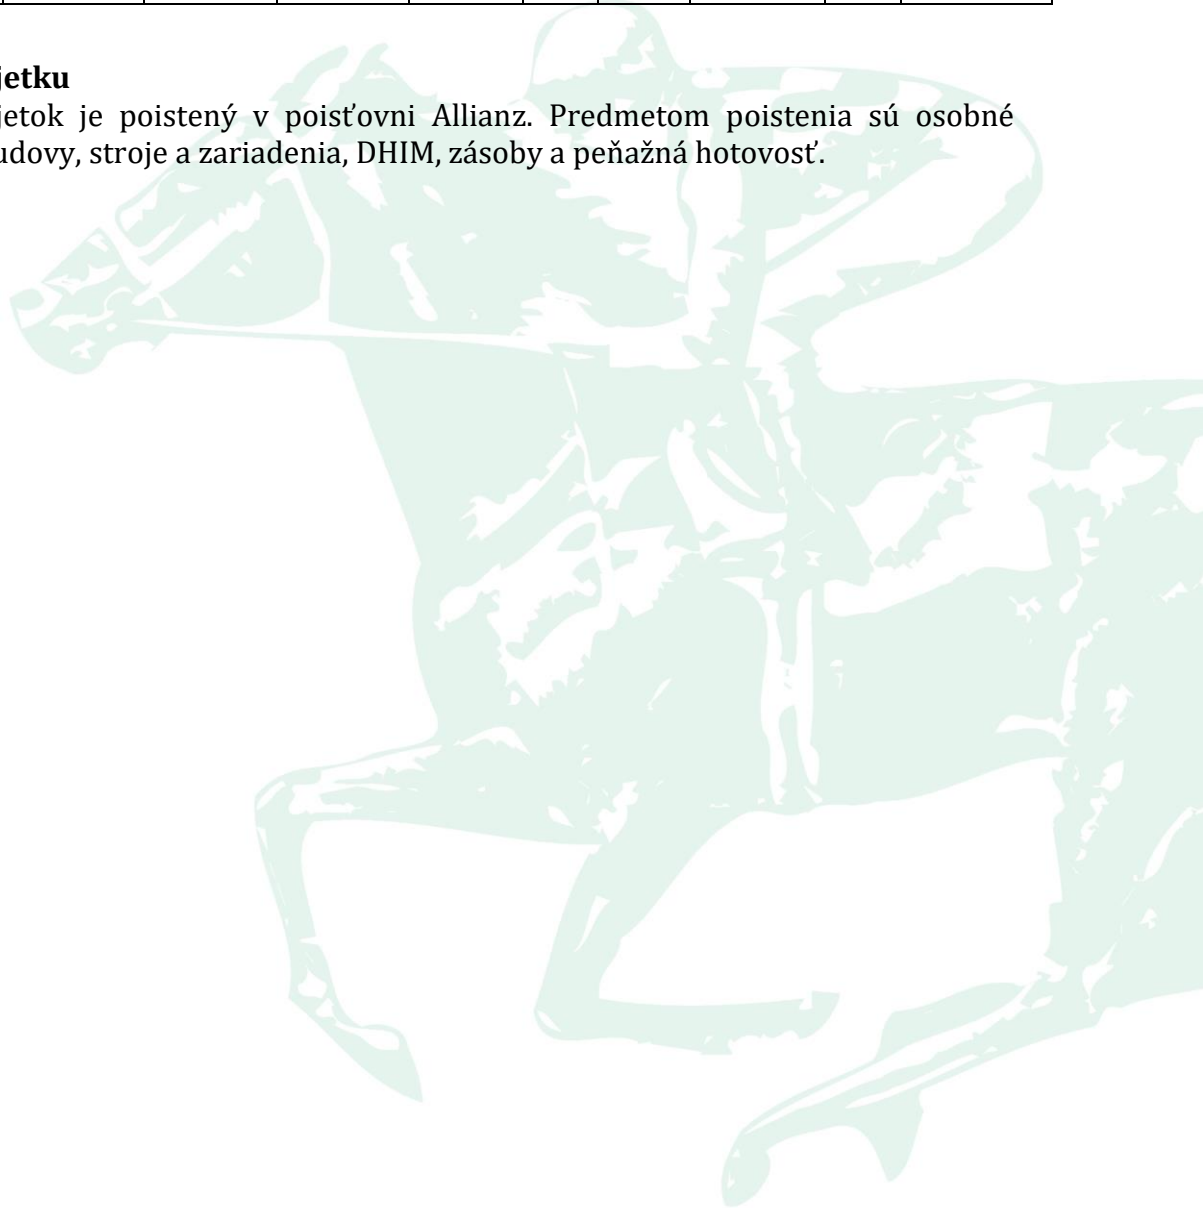 jetku
jetok je poistený v poisťovni Allianz. Predmetom poistenia sú osobné
udovy, stroje a zariadenia, DHIM, zásoby a peňažná hotovosť.